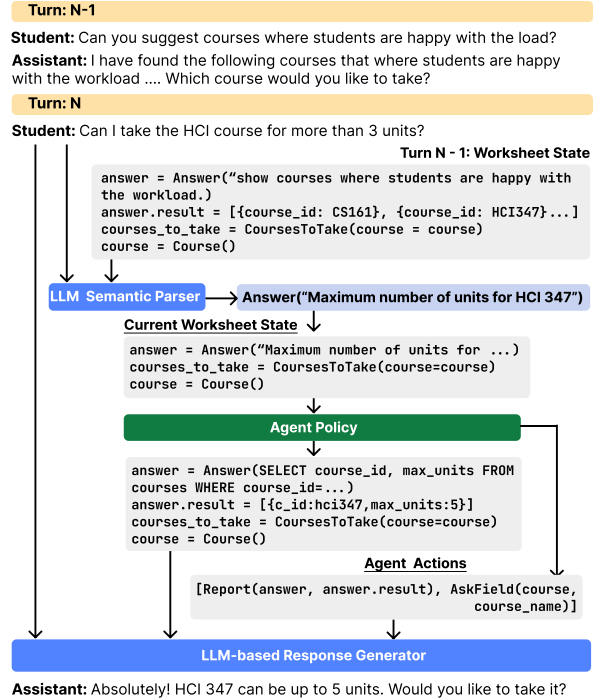 Turn: N-1
Student: Can you suggest courses where students are happy with the load?
Assistant: I have found the following courses that where students are happy
with the workload .... Which course would you like to take?
Turn: N
Student: Can I take the HCI course for more than 3 units?
Turn N - 1: Worksheet State
answer = Answer(“show courses where students are happy with
the workload.)
answer.result = [{course_id: CS161}, {course_id: HCI347}...]
courses_to_take = CoursesToTake(course = course)
course = Course()
LLM Semantic Parser
Answer(“Maximum number of units for HCI 347”)
Current Worksheet State
answer = Answer(“Maximum number of units for ...)
courses_to_take = CoursesToTake(course=course)
course = Course()
Agent Policy
answer = Answer(SELECT course_id, max_units FROM
courses WHERE course_id=...)
answer.result = [{c_id:hci347,max_units:5}]
courses_to_take = CoursesToTake(course=course)
course = Course()
Agent Actions
[Report(answer, answer.result), AskField(course,
course_name)]
LLM-based Response Generator
Assistant: Absolutely! HCI 347 can be up to 5 units. Would you like to take it?